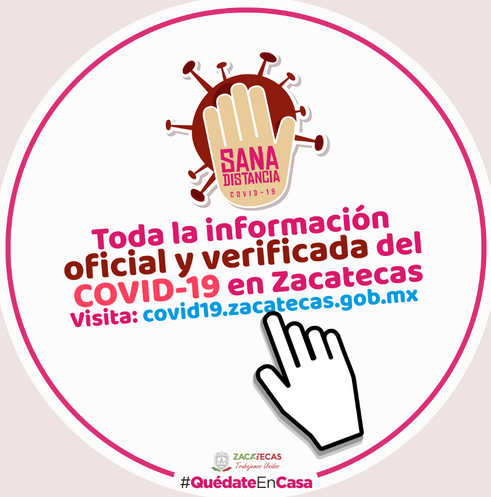 SANA
DISTANCIA
COVID-19
Toda la información
oficial y verificada del
COVID-19 en Zacatecas
Visita: covid19.zacatecas.gob.mx
ZACATECAS
Trabajemos Unidos
#QuédateEnCasa